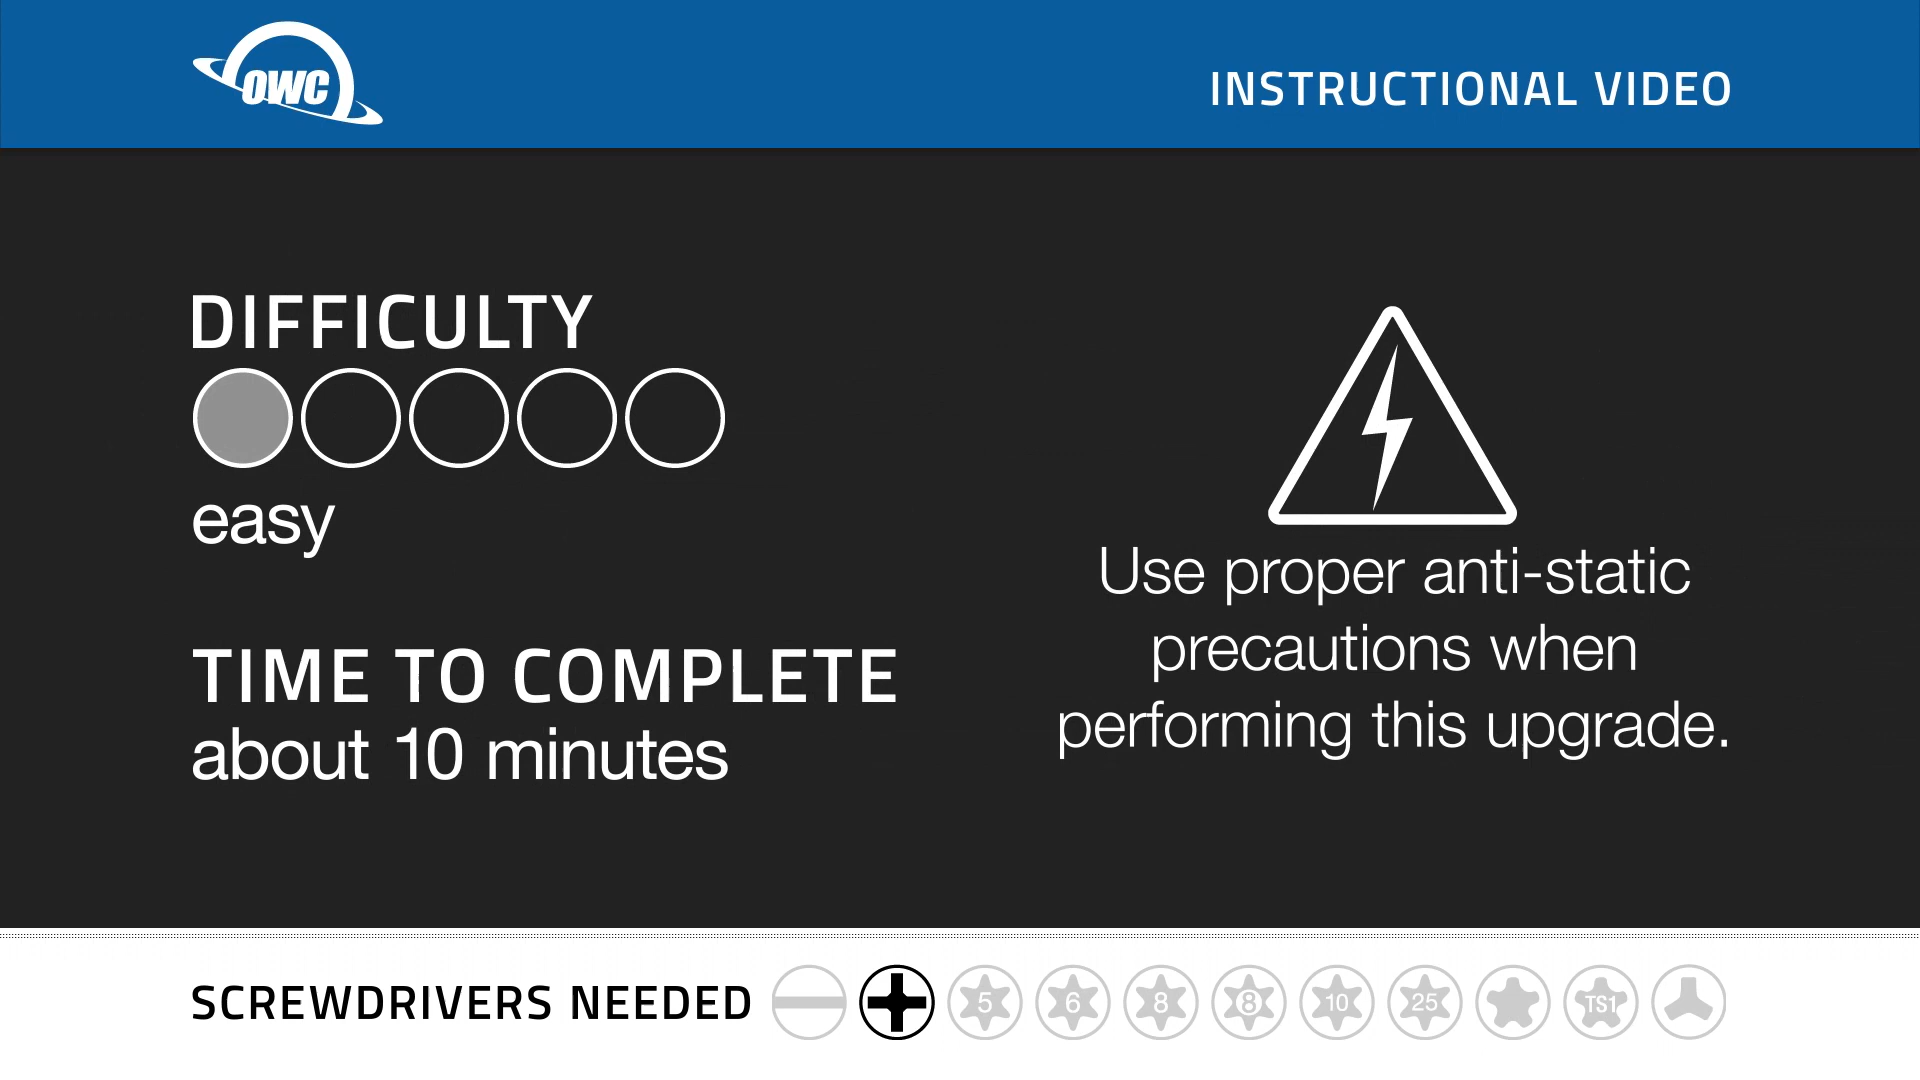 OWC
INSTRUCTIONAL VIDEO
DIFFICULTY
easy
TIME TO COMPLETE
about 10 minutes
Use proper anti-static
precautions when
performing this upgrade.
SCREWDRIVERS NEEDED
5 6 8 8 10 25 TS1